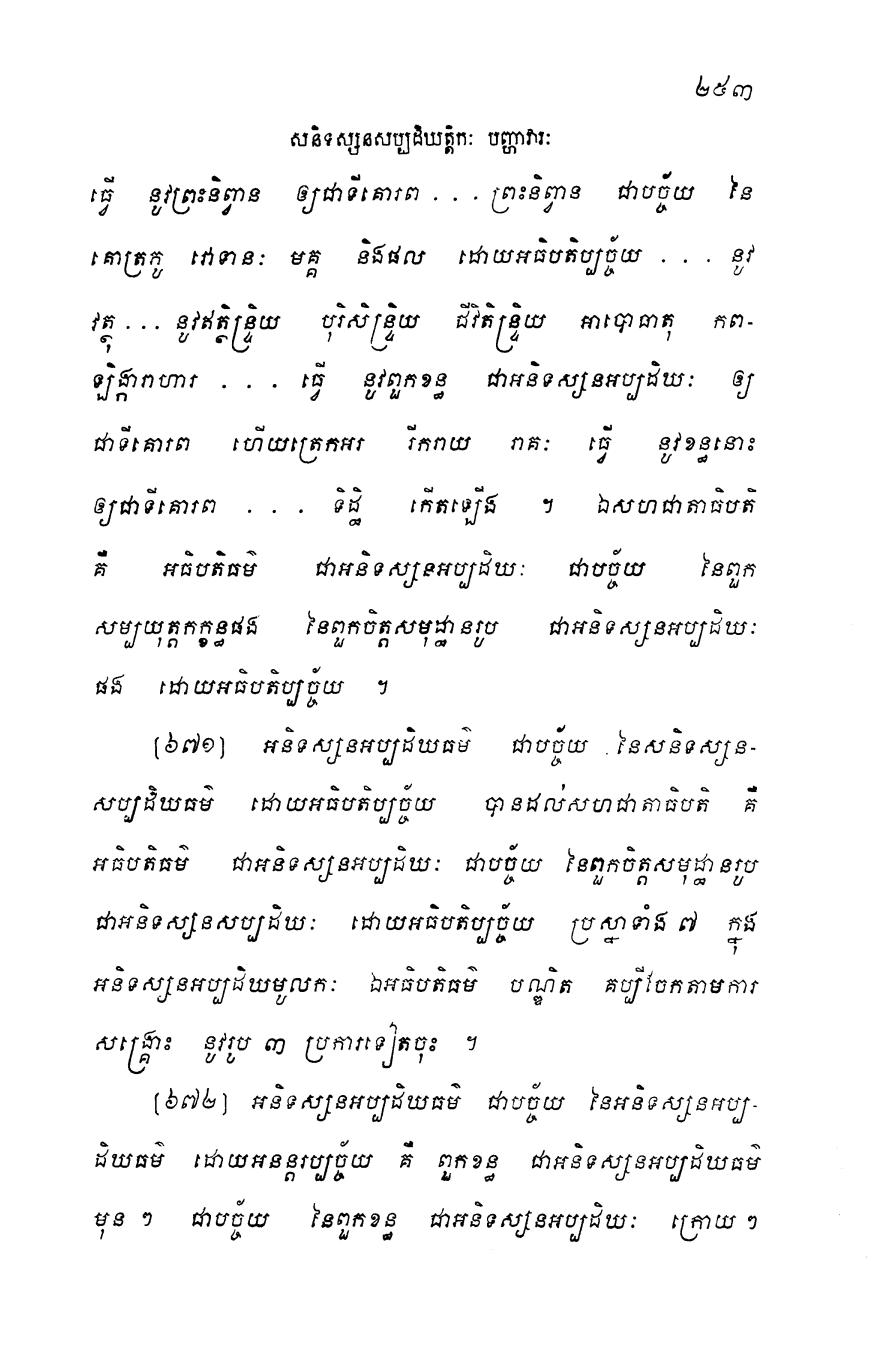 ២៥៣
សនិទស្សនសប្បដិឃត្តិកៈ បញ្ហាវារៈ
ធ្វើ នូវព្រះនិព្វាន ឲ្យជាទីគោរព . . . ព្រះនិព្វាន ជាបច្ច័យ នៃ
គោត្រភូ វោទានៈ មគ្គ និងផល ដោយអធិបតិប្បច្ច័យ . . . នូវ
វត្ថុ . . . នូវឥត្ថិន្ទ្រិយ បុរិសិន្ទ្រិយ ជីវិតិន្ទ្រិយ អាបោធាតុ កព-
ឡិង្ការាហារ . . . ធ្វើ នូវពួកខន្ធ ជាអនិទស្សនអប្បដិឃៈ ឲ្យ
ជាទីគោរព ហើយត្រេកអរ រីករាយ រាគៈ ធ្វើ នូវខន្ធនោះ
ឲ្យជាទីគោរព . . . ទិដ្ឋិ កើតឡើង ។ ឯសហជាតាធិបតិ
គឺ អធិបតិធម៌ ជាអនិទស្សនអប្បដិឃៈ ជាបច្ច័យ នៃពួក
សម្បយុត្តកក្ខន្ធផង នៃពួកចិត្តសមុដ្ឋានរូប ជាអនិទស្សនអប្បដិឃៈ
ផង ដោយអធិបតិប្បច្ច័យ ។
[៦៧១] អនិទស្សនអប្បដិឃធម៌ ជាបច្ច័យ នៃសនិទស្សន-
សប្បដិឃធម៌ ដោយអធិបតិប្បច្ច័យ បានដល់សហជាតាធិបតិ គឺ
អធិបតិធម៌ ជាអនិទស្សនអប្បដិឃៈ ជាបច្ច័យ នៃពួកចិត្តសមុដ្ឋានរូប
ជាអនិទស្សនសប្បដិឃៈ ដោយអធិបតិប្បច្ច័យ ប្រស្នាទាំង ៧ ក្នុង
អនិទស្សនអប្បដិឃមូលកៈ ឯអធិបតិធម៌ បណ្ឌិត គប្បីចែកតាមការ
សង្គ្រោះ នូវរូប ៣ ប្រការទៀតចុះ ។
[៦៧២] អនិទស្សនអប្បដិឃធម៌ ជាបច្ច័យ នៃអនិទស្សនអប្ប-
ដិឃធម៌ ដោយអនន្តរប្បច្ច័យ គឺ ពួកខន្ធ ជាអនិទស្សនអប្បដិឃធម៌
មុន ៗ ជាបច្ច័យ នៃពួកខន្ធ ជាអនិទស្សនអប្បដិឃៈ ក្រោយ ៗ